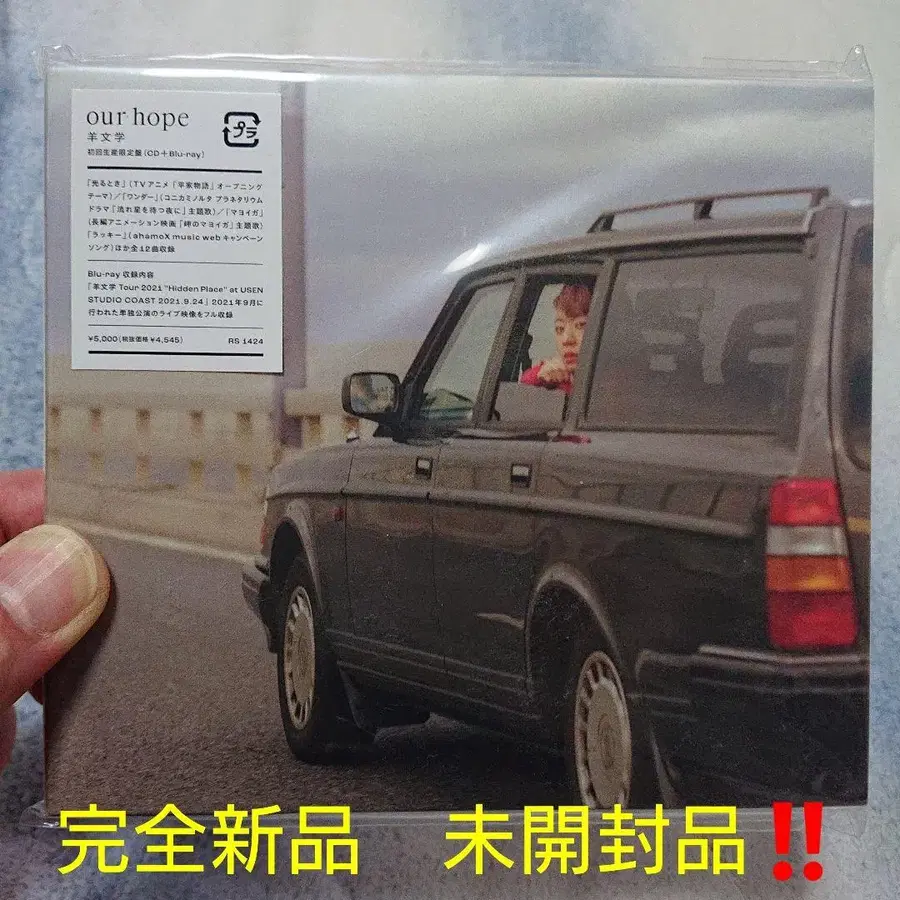 our hope
羊文学
プラ
初回生産限定盤(CD+Blu-ray)
「光るとき」(TVアニメ「平家物語」オープニング
テーマ)/「ワンダー」(コニカミノルタ プラネタリウム
ドラマ「流れ星を待つ夜に」主題歌)/「マヨイガ」
(長編アニメーション映画「岬のマヨイガ」主題歌)
「ラッキー」(ahamoX music web キャンペーン
ソング)ほか全12曲収録
Blu-ray 収録内容
「羊文学 Tour 2021 "Hidden Place" at USEN
STUDIO COAST 2021.9.24」2021年9月に
行われた単独公演のライブ映像をフル収録
¥5,000(税抜価格¥4,545) RS 1424
完全新品 未開封品‼